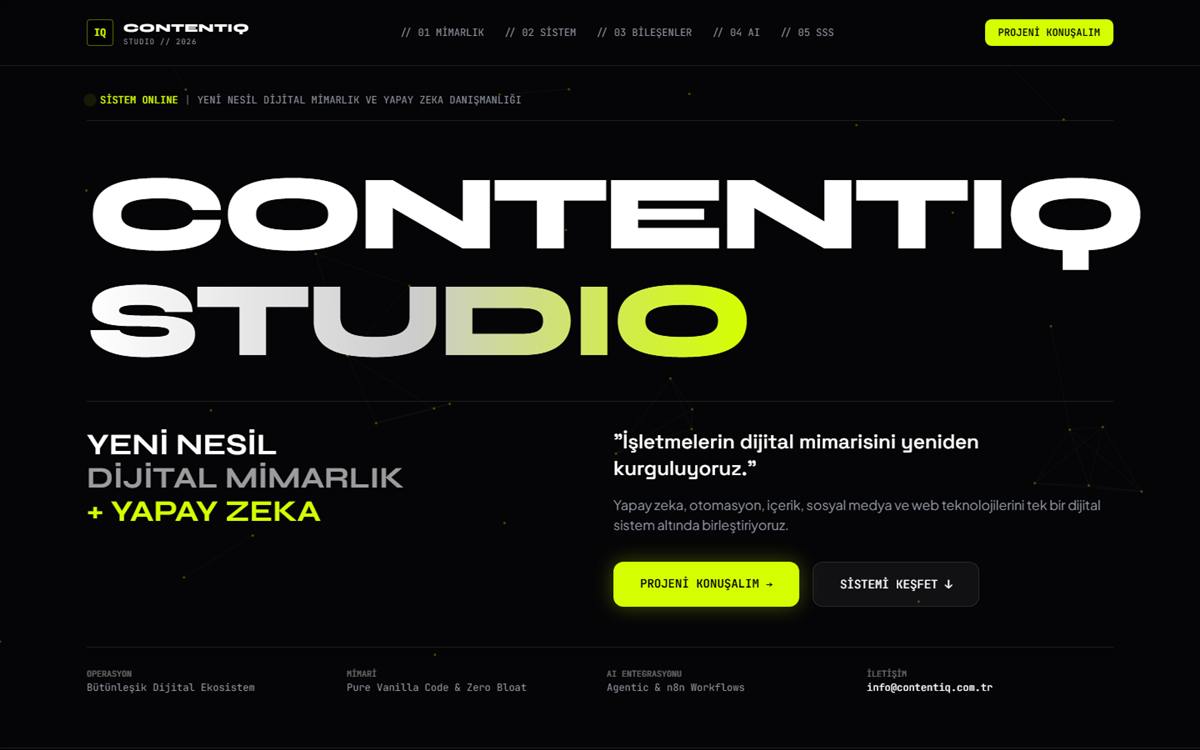 IQ
CONTENTIQ
STUDIO // 2026
// 01 MİMARLIK
// 02 SİSTEM
// 03 BİLEŞENLER
// 04 AI
// 05 SSS
PROJENİ KONUŞALIM
SİSTEM ONLINE | YENİ NESİL DİJİTAL MİMARLIK VE YAPAY ZEKA DANIŞMANLIĞI
CONTENTIQ
STUDIO
YENİ NESİL
DİJİTAL MİMARLIK
+ YAPAY ZEKA
"İşletmelerin dijital mimarisini yeniden
kurguluyoruz."
Yapay zeka, otomasyon, içerik, sosyal medya ve web teknolojilerini tek bir dijital
sistem altında birleştiriyoruz.
PROJENİ KONUŞALIM →
SİSTEMİ KEŞFET ↓
OPERASYON
Bütünleşik Dijital Ekosistem
MİMARİ
Pure Vanilla Code & Zero Bloat
AI ENTEGRASYONU
Agentic & n8n Workflows
İLETİŞİM
info@contentiq.com.tr